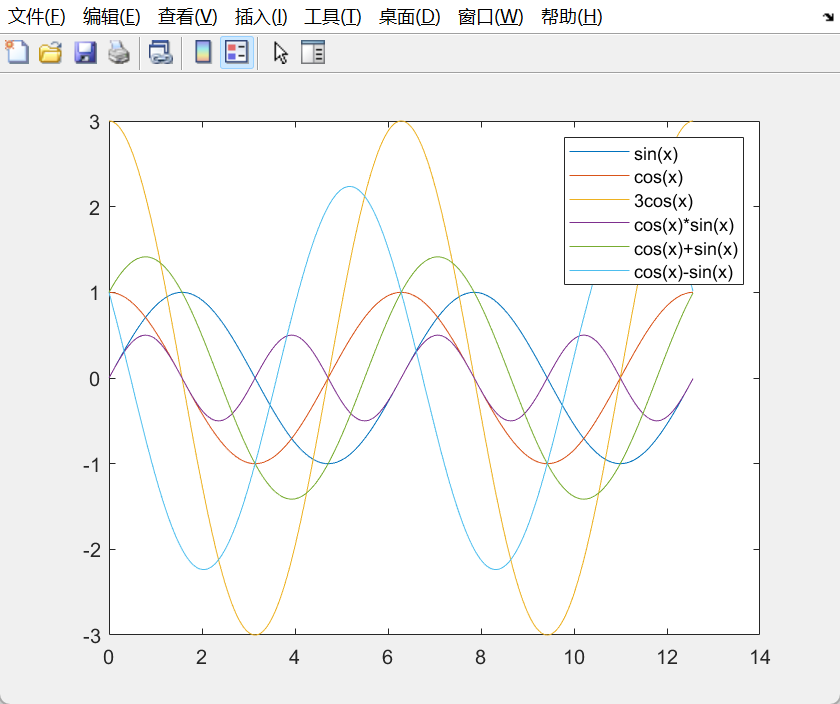 文件(F) 编辑(E) 查看(V) 插入(I) 工具(T) 桌面(D) 窗口(W) 帮助(H)
3
2
1
0
-1
-2
-3
0 2 4 6 8 10 12 14
sin(x)
cos(x)
3cos(x)
cos(x)*sin(x)
cos(x)+sin(x)
cos(x)-sin(x)